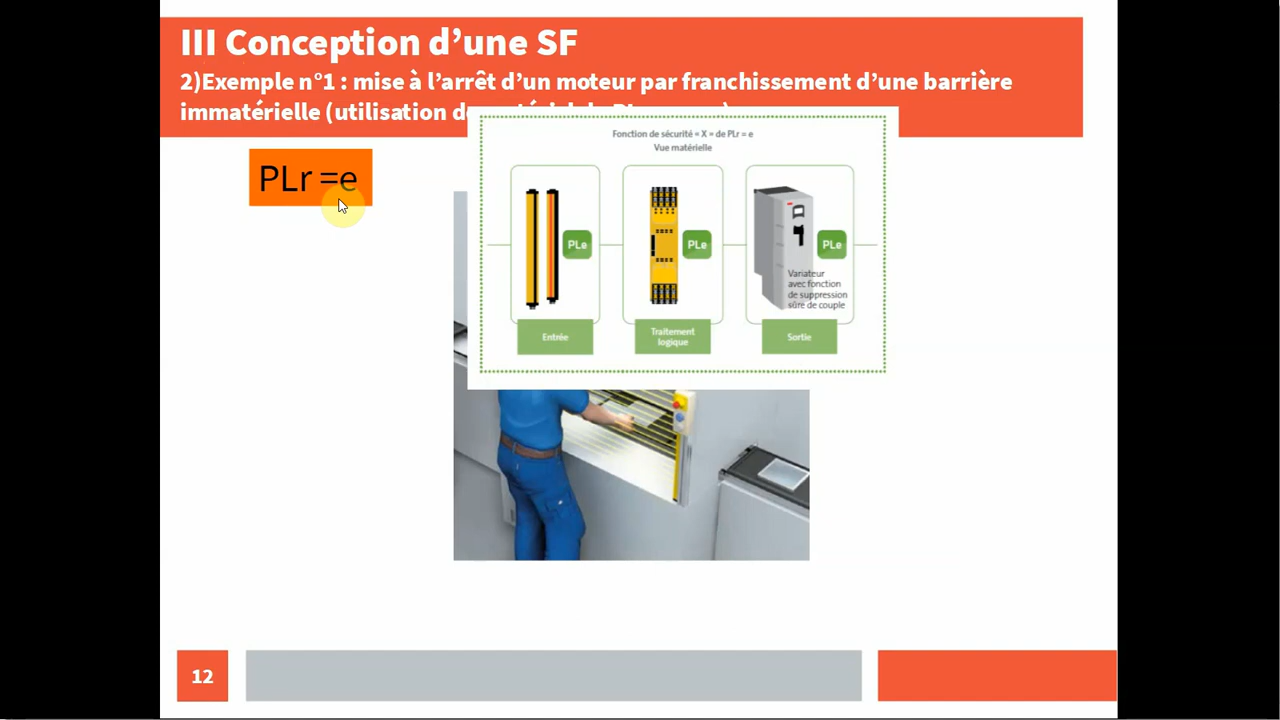 III Conception d'une SF
2)Exemple n°1 : mise à l'arrêt d'un moteur par franchissement d'une barrière
immatérielle (utilisation
PLr =e
Fonction de sécurité « X » de PLr = e
Vue matérielle
PLe
PLe
PLe
Variateur
avec fonction
de suppression
sûre de couple
Entrée
Traitement
logique
Sortie
12